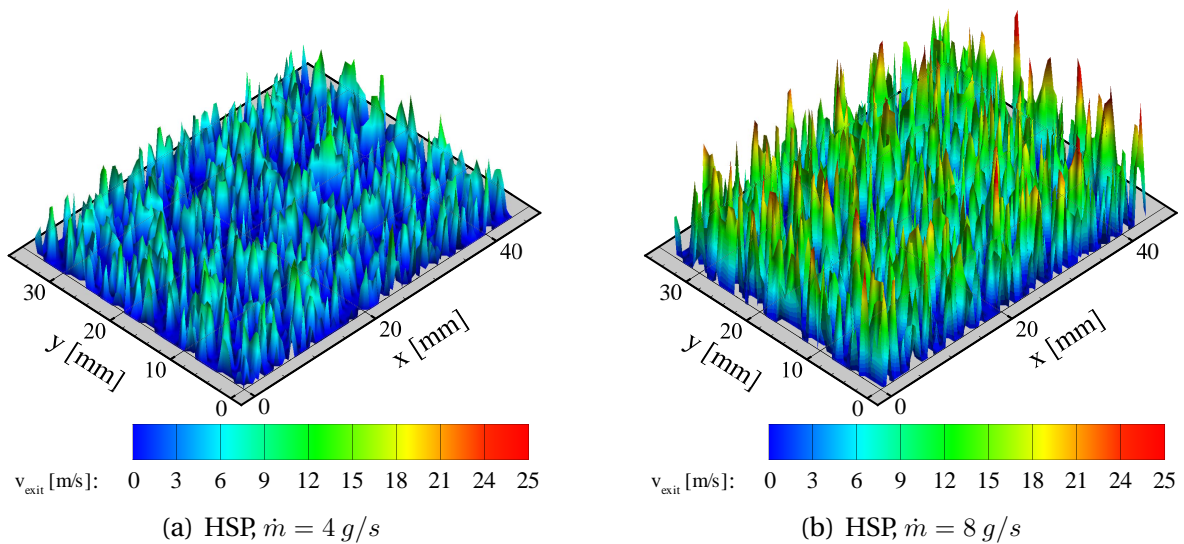 30
20
10
0
y [mm]
0
20
40
x [mm]
v_exit [m/s]: 0 3 6 9 12 15 18 21 24 25
(a) HSP, ṁ = 4 g/s
30
20
10
0
y [mm]
0
20
40
x [mm]
v_exit [m/s]: 0 3 6 9 12 15 18 21 24 25
(b) HSP, ṁ = 8 g/s